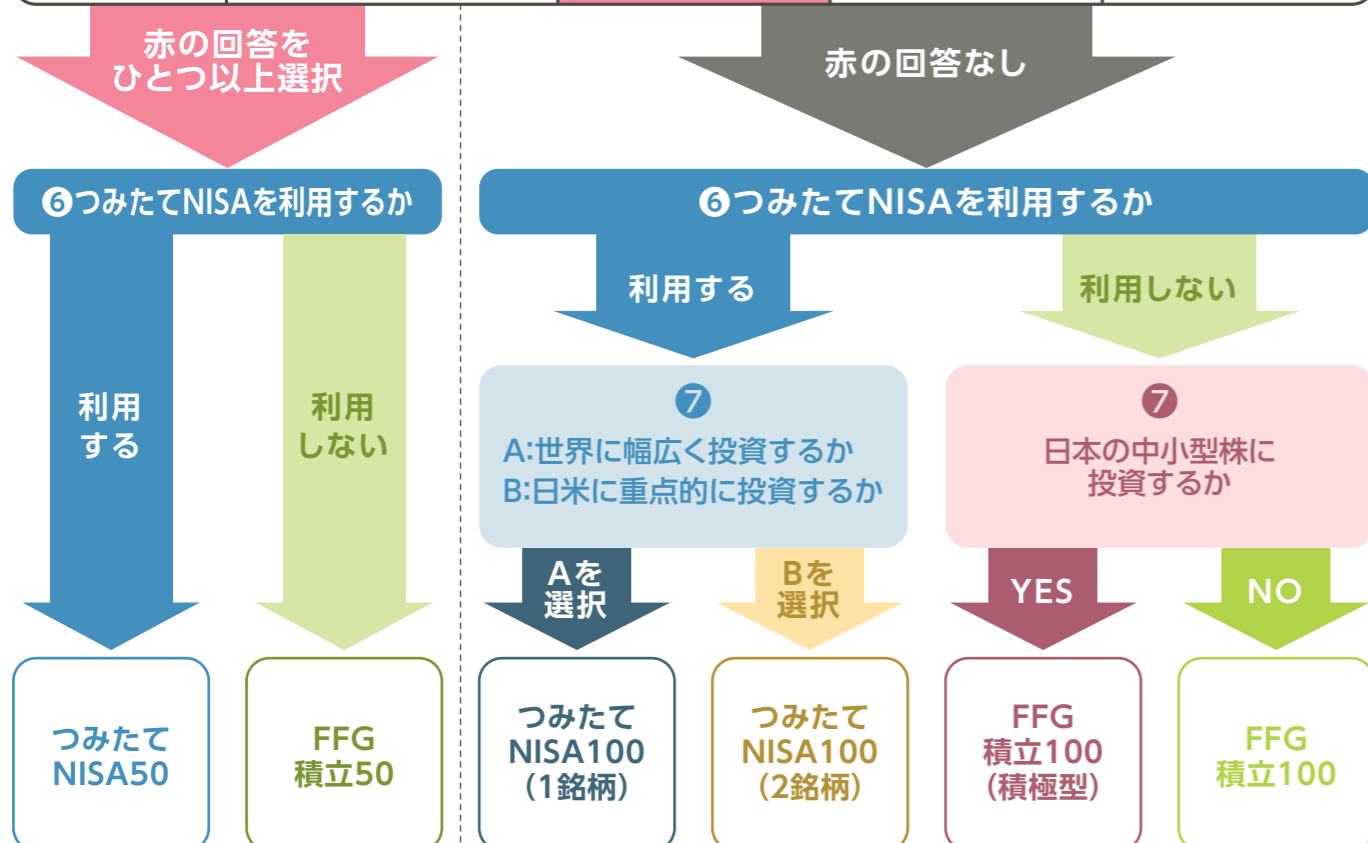 赤の回答を
ひとつ以上選択
赤の回答なし
❻つみたてNISAを利用するか
❻つみたてNISAを利用するか
利用する
利用しない
利用
する
利用
しない
❼
A:世界に幅広く投資するか
B:日米に重点的に投資するか
❼
日本の中小型株に
投資するか
Aを
選択
Bを
選択
YES
NO
つみたて
NISA50
FFG
積立50
つみたて
NISA100
(1銘柄)
つみたて
NISA100
(2銘柄)
FFG
積立100
(積極型)
FFG
積立100